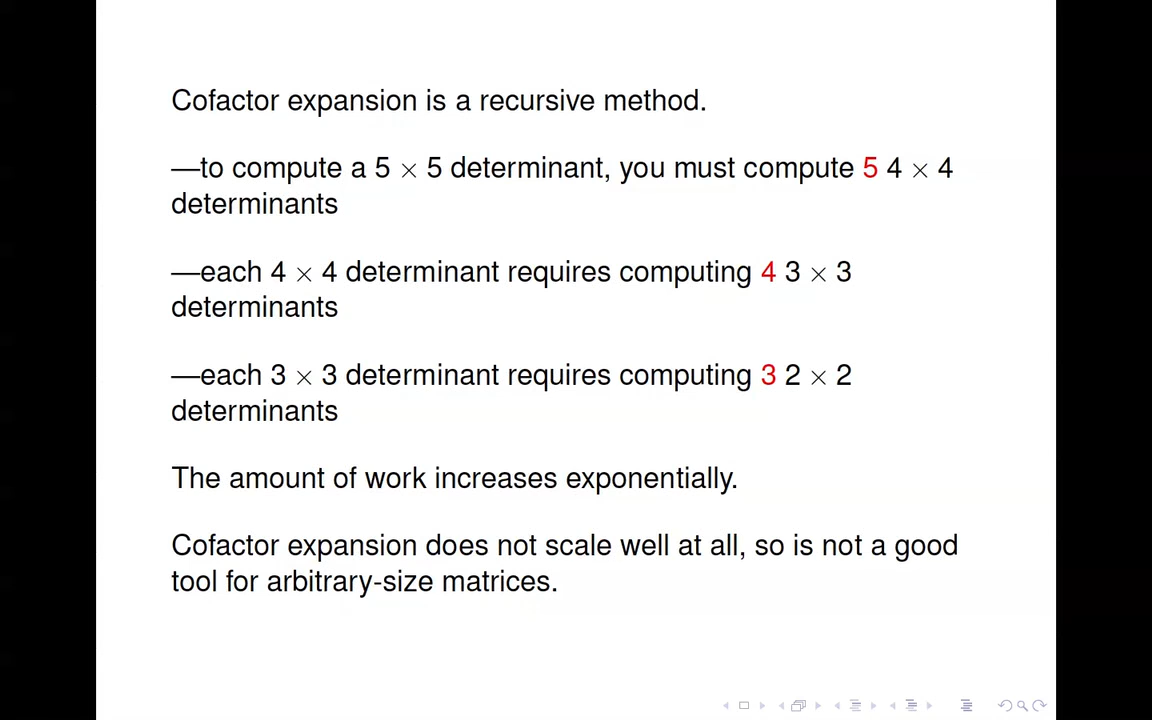 Cofactor expansion is a recursive method.
—to compute a 5 × 5 determinant, you must compute 5 4 × 4
determinants
—each 4 × 4 determinant requires computing 4 3 × 3
determinants
—each 3 × 3 determinant requires computing 3 2 × 2
determinants
The amount of work increases exponentially.
Cofactor expansion does not scale well at all, so is not a good
tool for arbitrary-size matrices.